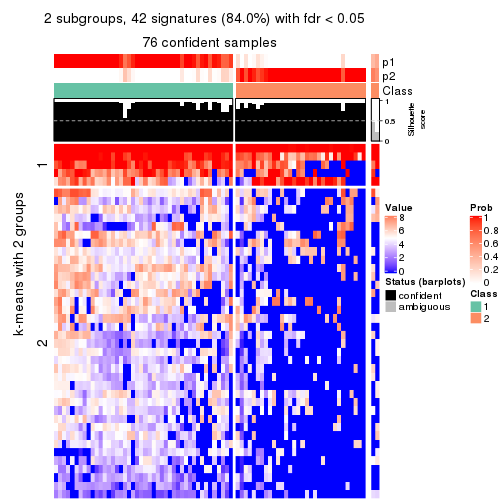 2 subgroups, 42 signatures (84.0%) with fdr < 0.05
76 confident samples
p1
p2
Class
1
0.5
0
Silhouette
score
1
2
k-means with 2 groups
Value
8
6
4
2
0
Status (barplots)
confident
ambiguous
Prob
1
0.8
0.6
0.4
0.2
0
Class
1
2